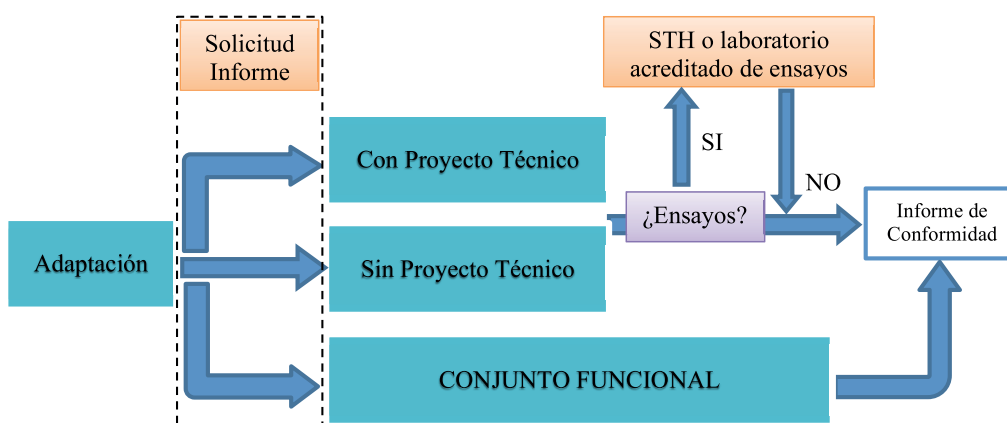 Solicitud
Informe
STH o laboratorio
acreditado de ensayos
Con Proyecto Técnico
SI
NO
¿Ensayos?
Informe de
Conformidad
Adaptación
Sin Proyecto Técnico
CONJUNTO FUNCIONAL